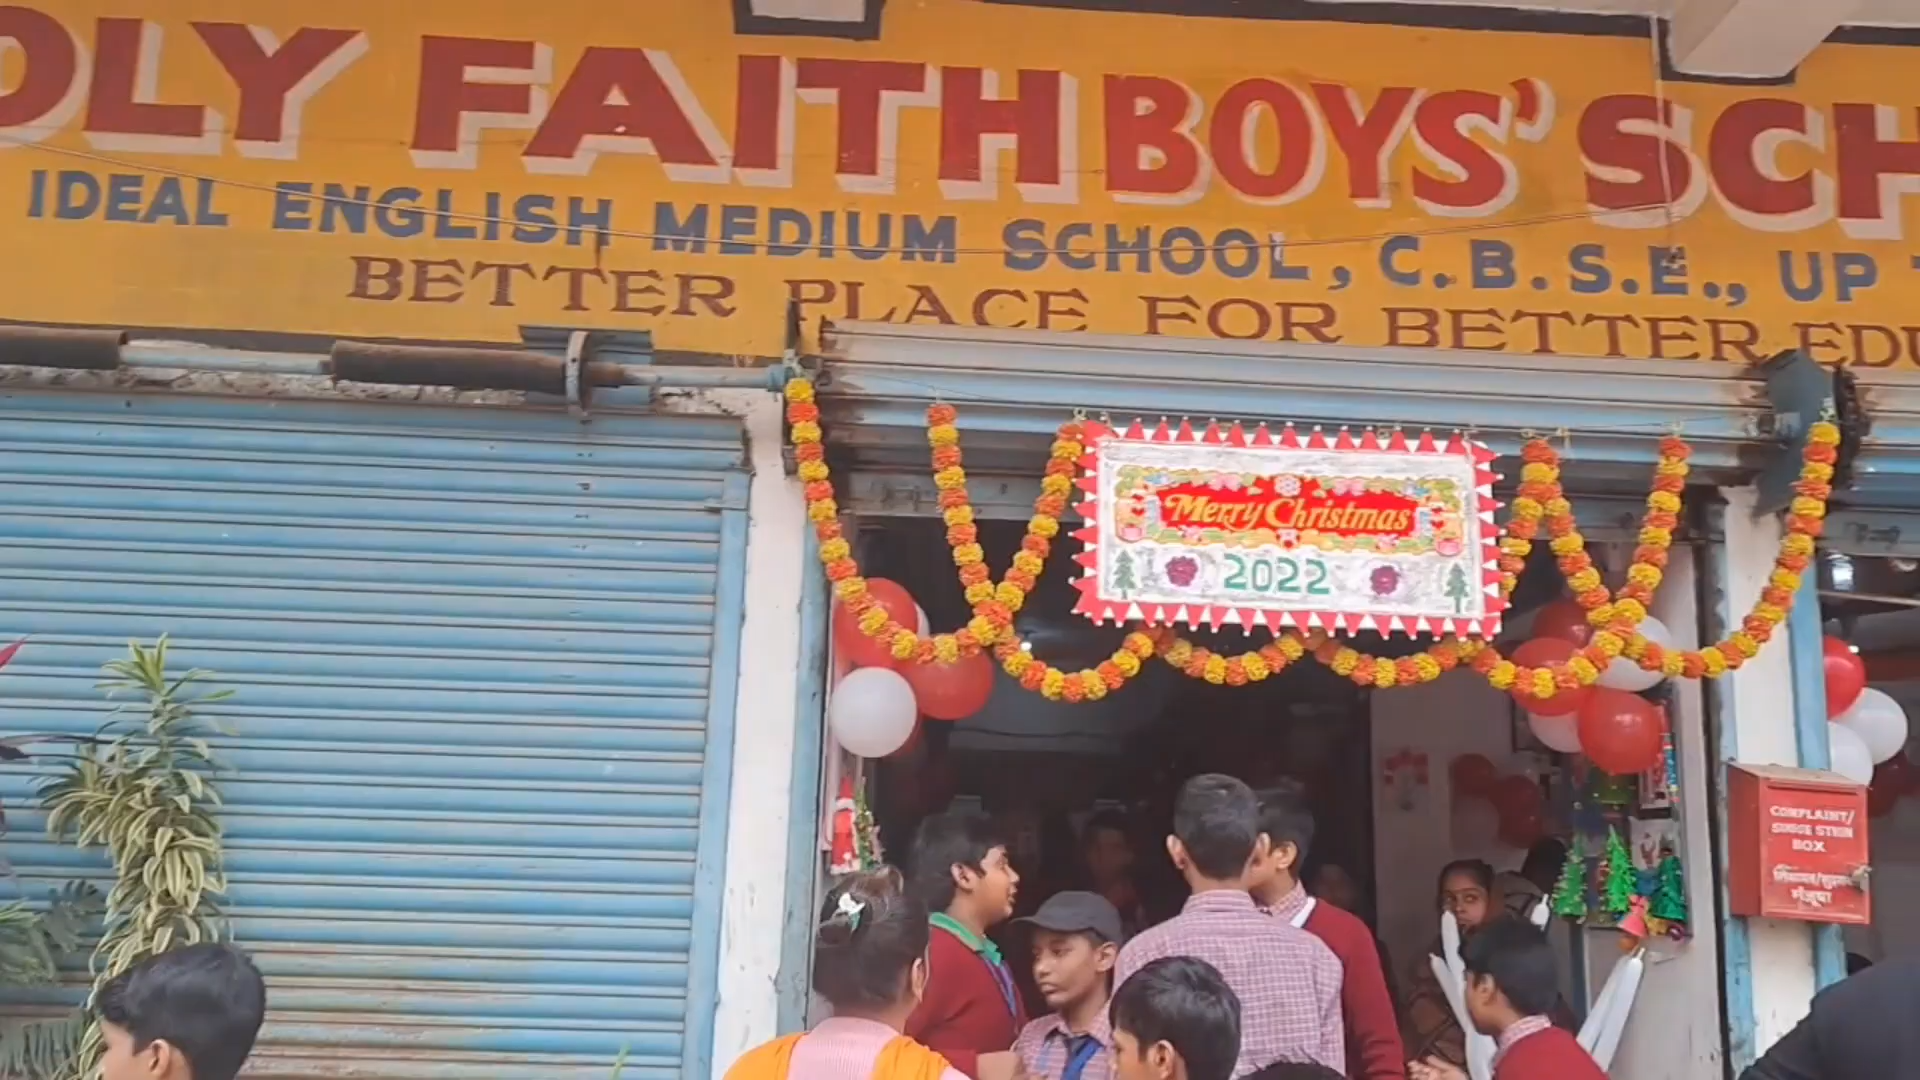 OLY FAITH BOYS' SCH
IDEAL ENGLISH MEDIUM SCHOOL, C.B.S.E., UP
BETTER PLACE FOR BETTER EDU
Merry Christmas
2022
COMPLAINT/
BOX